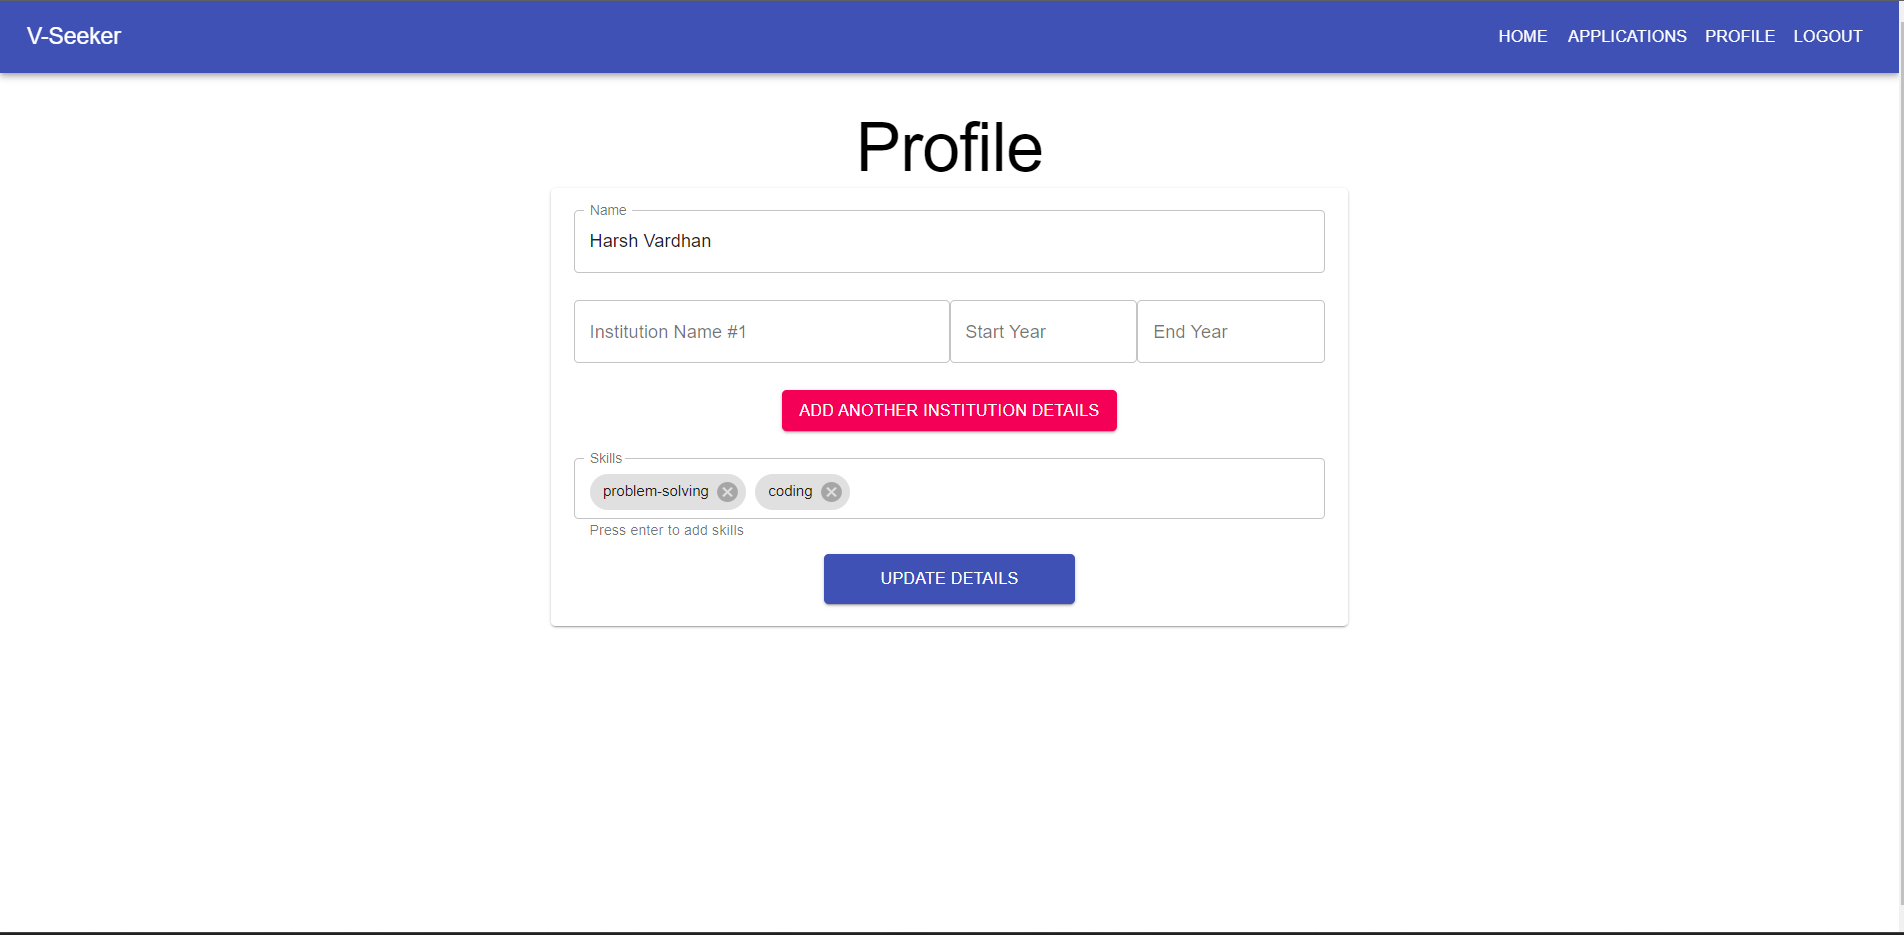 V-Seeker HOME APPLICATIONS PROFILE LOGOUT
Profile
Name
Harsh Vardhan
Institution Name #1 Start Year End Year
ADD ANOTHER INSTITUTION DETAILS
Skills
problem-solving coding
Press enter to add skills
UPDATE DETAILS